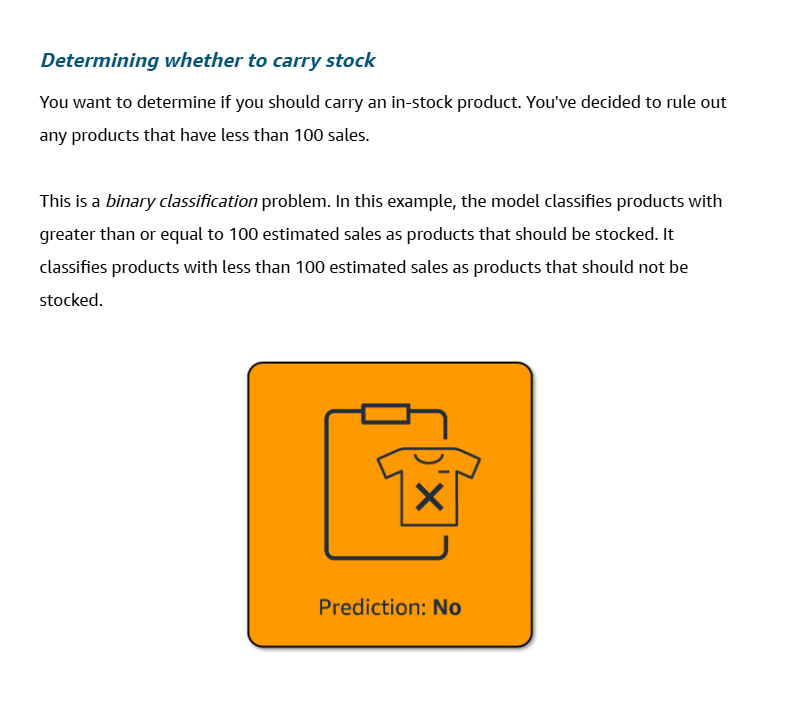 Determining whether to carry stock
You want to determine if you should carry an in-stock product. You've decided to rule out
any products that have less than 100 sales.
This is a binary classification problem. In this example, the model classifies products with
greater than or equal to 100 estimated sales as products that should be stocked. It
classifies products with less than 100 estimated sales as products that should not be
stocked.
Prediction: No